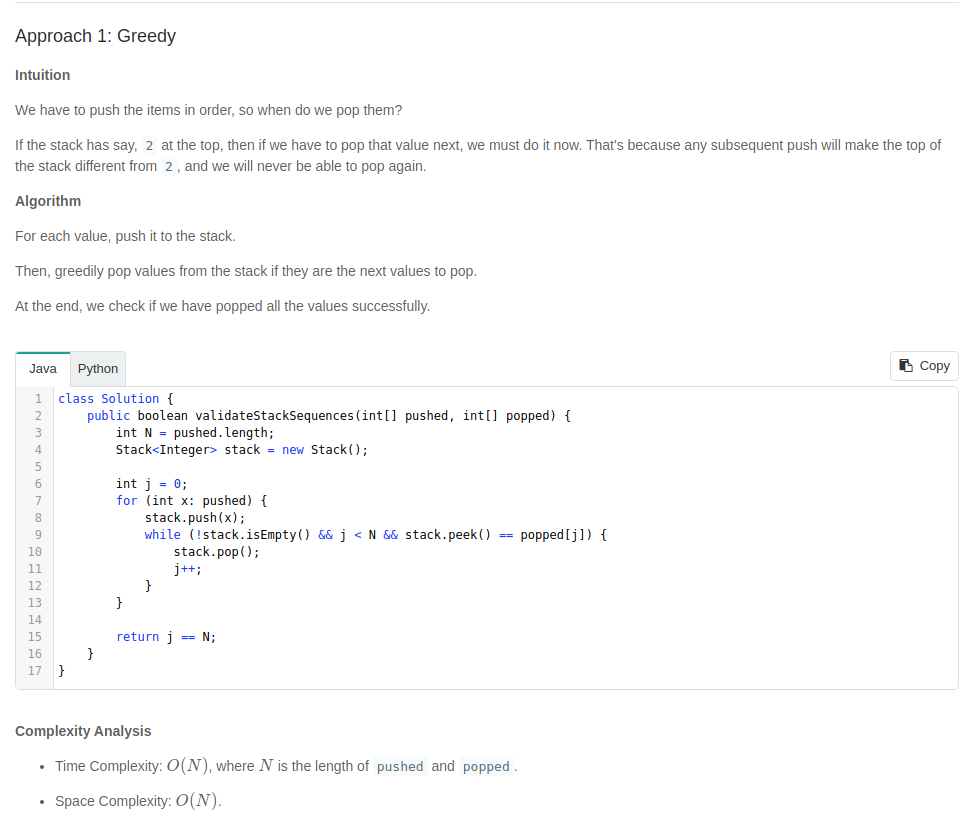 Approach 1: Greedy
Intuition
We have to push the items in order, so when do we pop them?
If the stack has say, 2 at the top, then if we have to pop that value next, we must do it now. That's because any subsequent push will make the top of
the stack different from 2 , and we will never be able to pop again.
Algorithm
For each value, push it to the stack.
Then, greedily pop values from the stack if they are the next values to pop.
At the end, we check if we have popped all the values successfully.
Java Python Copy
1 class Solution {
2     public boolean validateStackSequences(int[] pushed, int[] popped) {
3         int N = pushed.length;
4         Stack<Integer> stack = new Stack();
5
6         int j = 0;
7         for (int x: pushed) {
8             stack.push(x);
9             while (!stack.isEmpty() && j < N && stack.peek() == popped[j]) {
10                 stack.pop();
11                 j++;
12             }
13         }
14
15         return j == N;
16     }
17 }
Complexity Analysis
• Time Complexity: O(N), where N is the length of pushed and popped .
• Space Complexity: O(N).